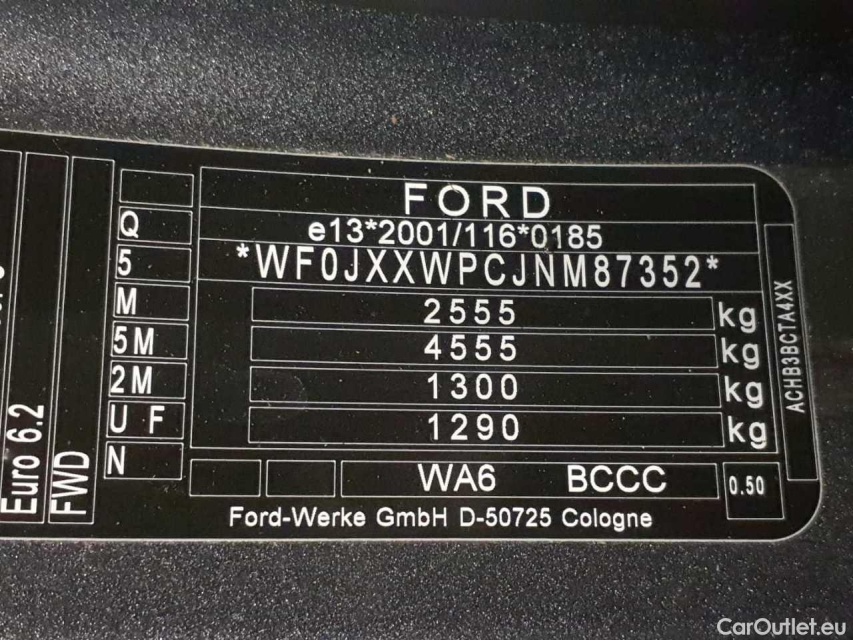 FORD
e13*2001/116*0185
*WF0JXXWPCJNM87352*
2555 kg
4555 kg
1300 kg
1290 kg
WA6 BCCC 0.50
Ford-Werke GmbH D-50725 Cologne
Q
5
M
5M
2M
U F
N
Euro 6.2
FWD
ACHB3BCTA4XX
CarOutlet.eu